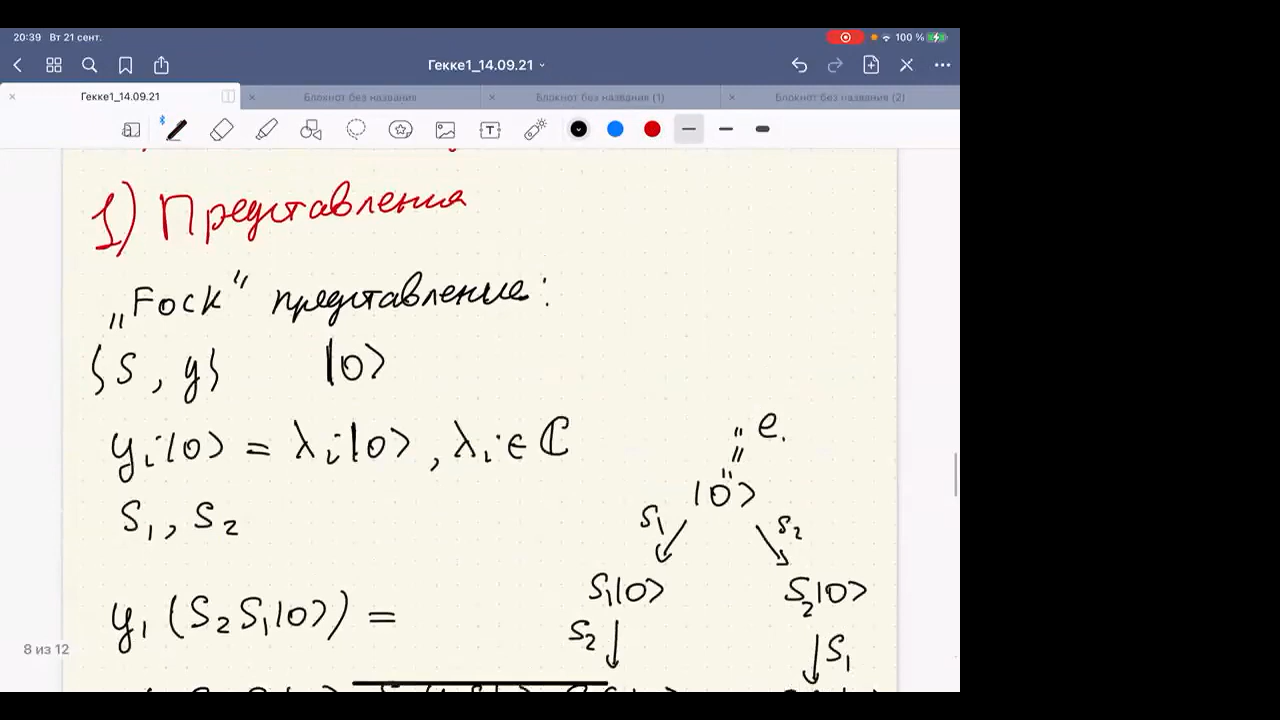 20:39 Вт 21 сент.
100 %
Гекке1_14.09.21
Гекке1_14.09.21
Блокнот без названия
Блокнот без названия (1)
Блокнот без названия (2)
1) Представления
„Fock“ представление:
{S, y} |0>
y_i|0> = λ_i|0>, λ_i ∈ ℂ
S_1, S_2
y_1 (S_2 S_1|0>) =
"e.
|0>
S_1
S_2
S_1|0>
S_2|0>
S_2
S_1
8 из 12